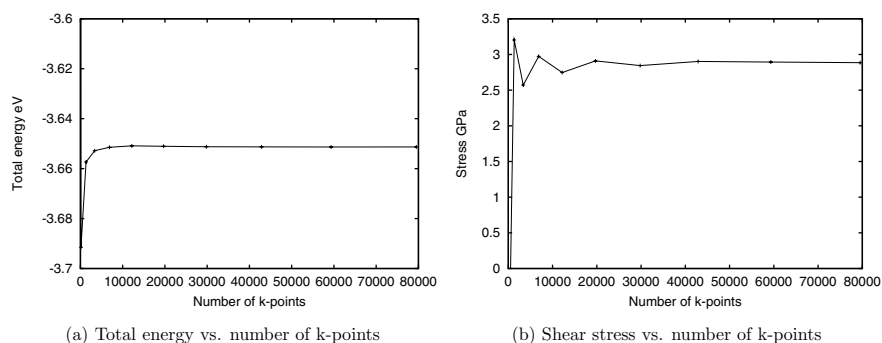 -3.6
-3.62
-3.64
-3.66
-3.68
-3.7
Total energy eV
0 10000 20000 30000 40000 50000 60000 70000 80000
Number of k-points
(a) Total energy vs. number of k-points
3.5
3
2.5
2
1.5
1
0.5
0
Stress GPa
0 10000 20000 30000 40000 50000 60000 70000 80000
Number of k-points
(b) Shear stress vs. number of k-points